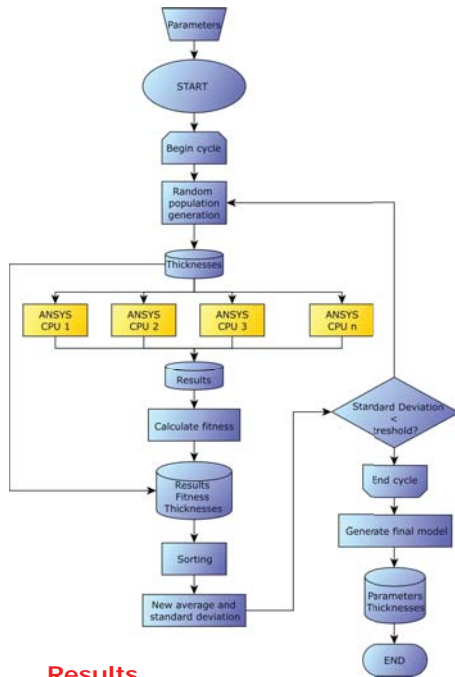 Parameters
START
Begin cycle
Random
population
generation
Thicknesses
ANSYS
CPU 1
ANSYS
CPU 2
ANSYS
CPU 3
ANSYS
CPU n
Results
Calculate fitness
Results
Fitness
Thicknesses
Sorting
New average and
standard deviation
Standard Deviation
<
treshold?
End cycle
Generate final model
Parameters
Thicknesses
END
Results